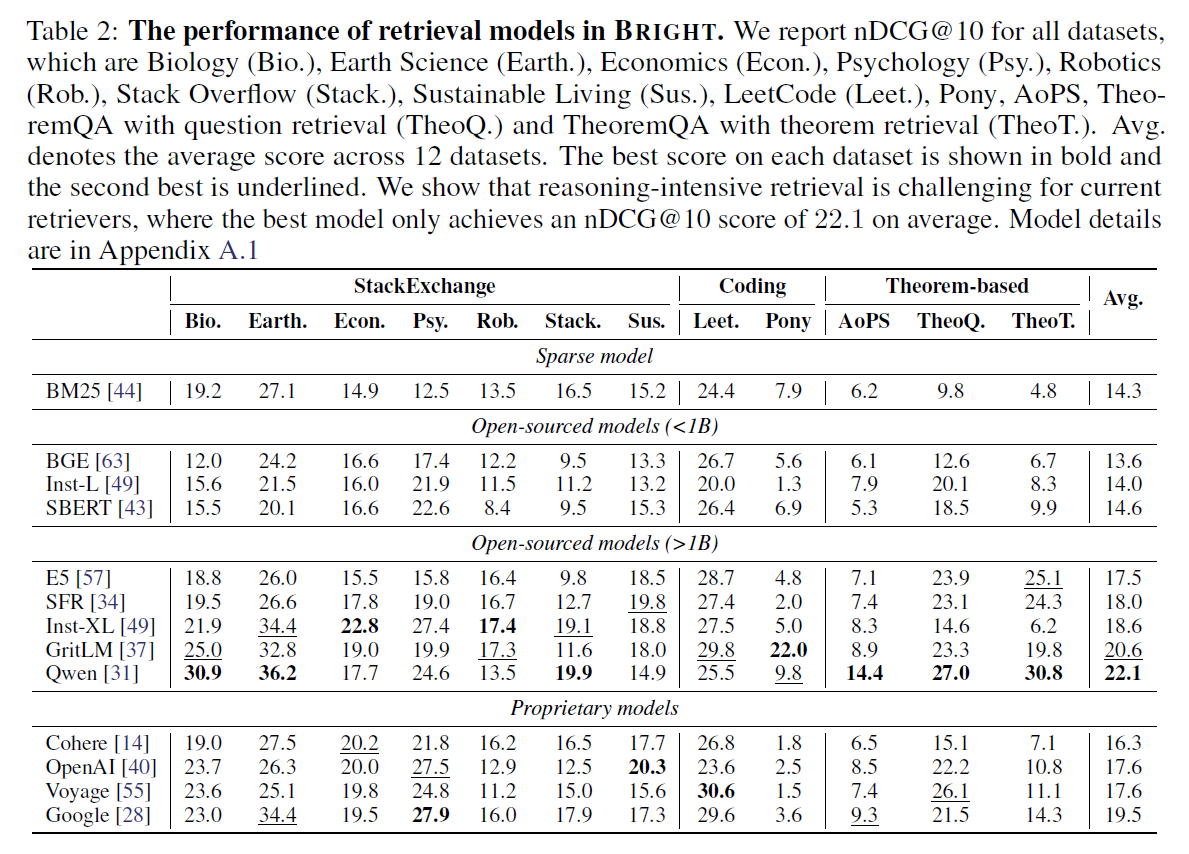 Table 2: The performance of retrieval models in BRIGHT. We report nDCG@10 for all datasets,
which are Biology (Bio.), Earth Science (Earth.), Economics (Econ.), Psychology (Psy.), Robotics
(Rob.), Stack Overflow (Stack.), Sustainable Living (Sus.), LeetCode (Leet.), Pony, AoPS, Theo-
remQA with question retrieval (TheoQ.) and TheoremQA with theorem retrieval (TheoT.). Avg.
denotes the average score across 12 datasets. The best score on each dataset is shown in bold and
the second best is underlined. We show that reasoning-intensive retrieval is challenging for current
retrievers, where the best model only achieves an nDCG@10 score of 22.1 on average. Model details
are in Appendix A.1
StackExchange Coding Theorem-based Avg.
Bio. Earth. Econ. Psy. Rob. Stack. Sus. Leet. Pony AoPS TheoQ. TheoT.
Sparse model
BM25 [44] 19.2 27.1 14.9 12.5 13.5 16.5 15.2 24.4 7.9 6.2 9.8 4.8 14.3
Open-sourced models (<1B)
BGE [63] 12.0 24.2 16.6 17.4 12.2 9.5 13.3 26.7 5.6 6.1 12.6 6.7 13.6
Inst-L [49] 15.6 21.5 16.0 21.9 11.5 11.2 13.2 20.0 1.3 7.9 20.1 8.3 14.0
SBERT [43] 15.5 20.1 16.6 22.6 8.4 9.5 15.3 26.4 6.9 5.3 18.5 9.9 14.6
Open-sourced models (>1B)
E5 [57] 18.8 26.0 15.5 15.8 16.4 9.8 18.5 28.7 4.8 7.1 23.9 25.1 17.5
SFR [34] 19.5 26.6 17.8 19.0 16.7 12.7 19.8 27.4 2.0 7.4 23.1 24.3 18.0
Inst-XL [49] 21.9 34.4 22.8 27.4 17.4 19.1 18.8 27.5 5.0 8.3 14.6 6.2 18.6
GritLM [37] 25.0 32.8 19.0 19.9 17.3 11.6 18.0 29.8 22.0 8.9 23.3 19.8 20.6
Qwen [31] 30.9 36.2 17.7 24.6 13.5 19.9 14.9 25.5 9.8 14.4 27.0 30.8 22.1
Proprietary models
Cohere [14] 19.0 27.5 20.2 21.8 16.2 16.5 17.7 26.8 1.8 6.5 15.1 7.1 16.3
OpenAI [40] 23.7 26.3 20.0 27.5 12.9 12.5 20.3 23.6 2.5 8.5 22.2 10.8 17.6
Voyage [55] 23.6 25.1 19.8 24.8 11.2 15.0 15.6 30.6 1.5 7.4 26.1 11.1 17.6
Google [28] 23.0 34.4 19.5 27.9 16.0 17.9 17.3 29.6 3.6 9.3 21.5 14.3 19.5